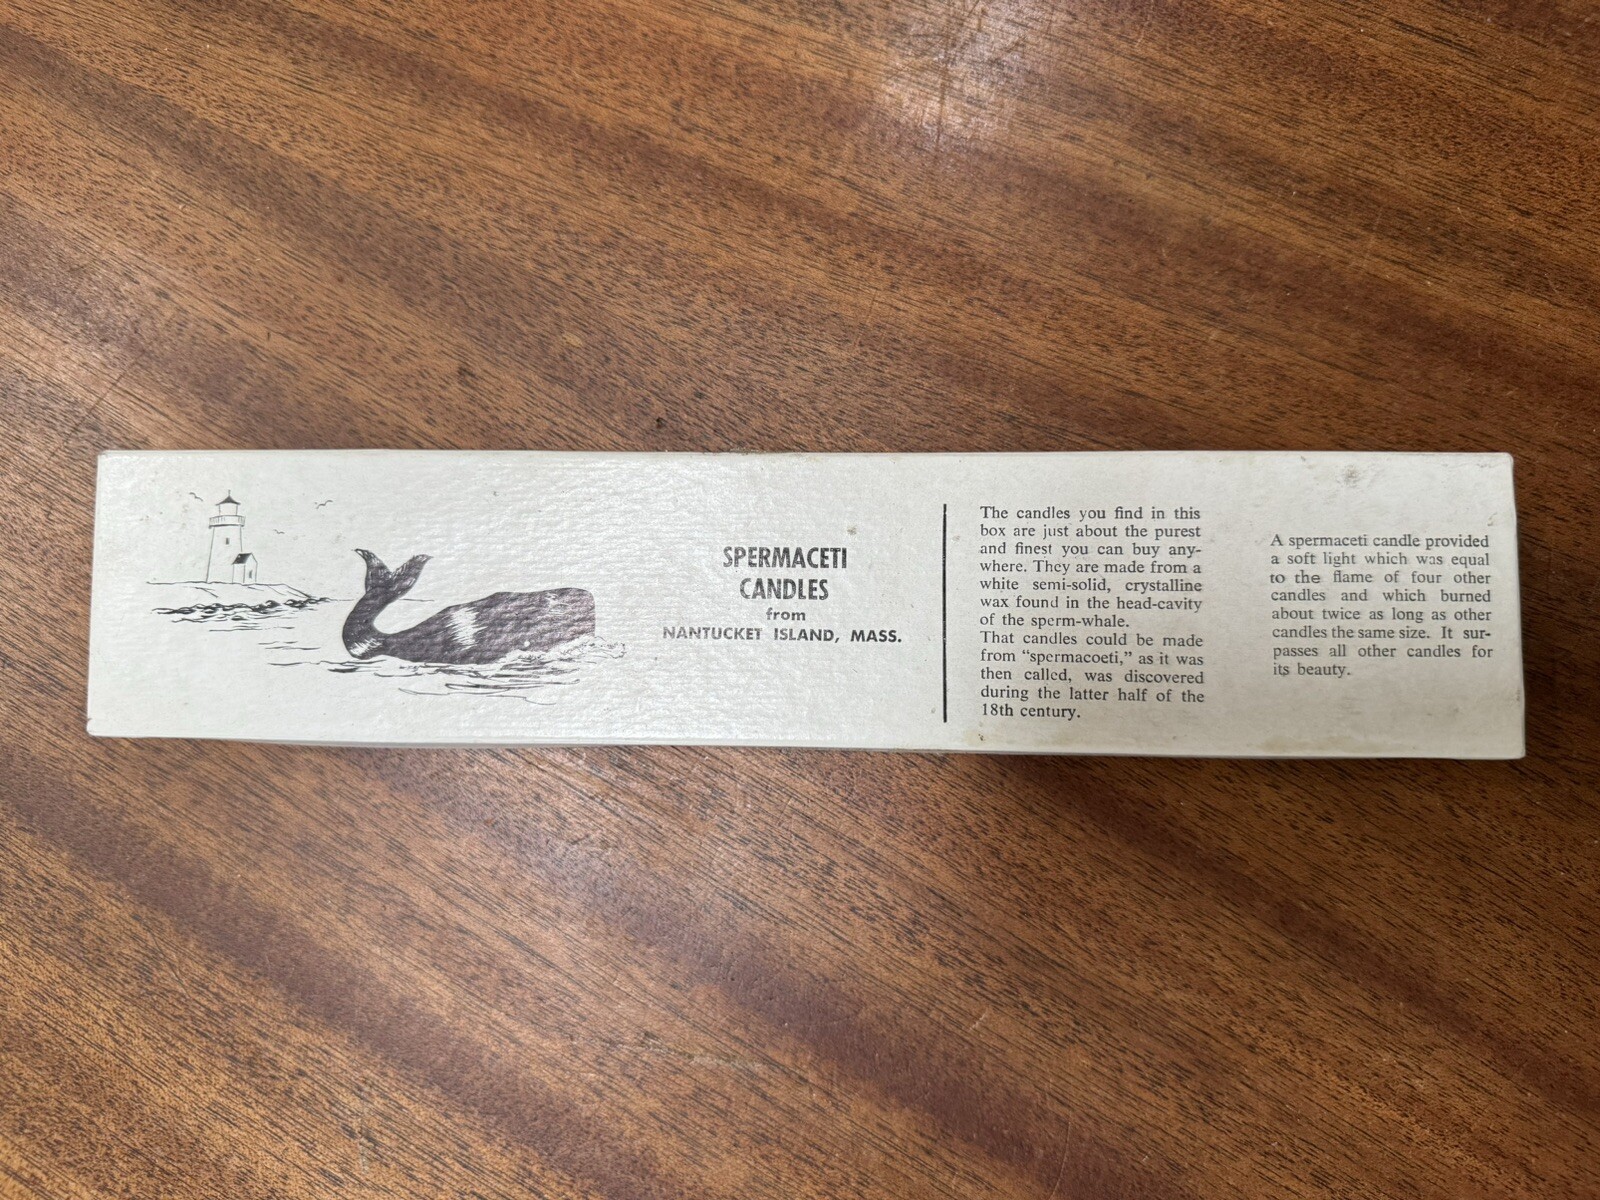 SPERMACETI
CANDLES
from
NANTUCKET ISLAND, MASS.
The candles you find in this
box are just about the purest
and finest you can buy any-
where. They are made from a
white semi-solid, crystalline
wax found in the head-cavity
of the sperm-whale.
That candles could be made
from “spermacoeti,” as it was
then called, was discovered
during the latter half of the
18th century.
A spermaceti candle provided
a soft light which was equal
to the flame of four other
candles and which burned
about twice as long as other
candles the same size. It sur-
passes all other candles for
its beauty.